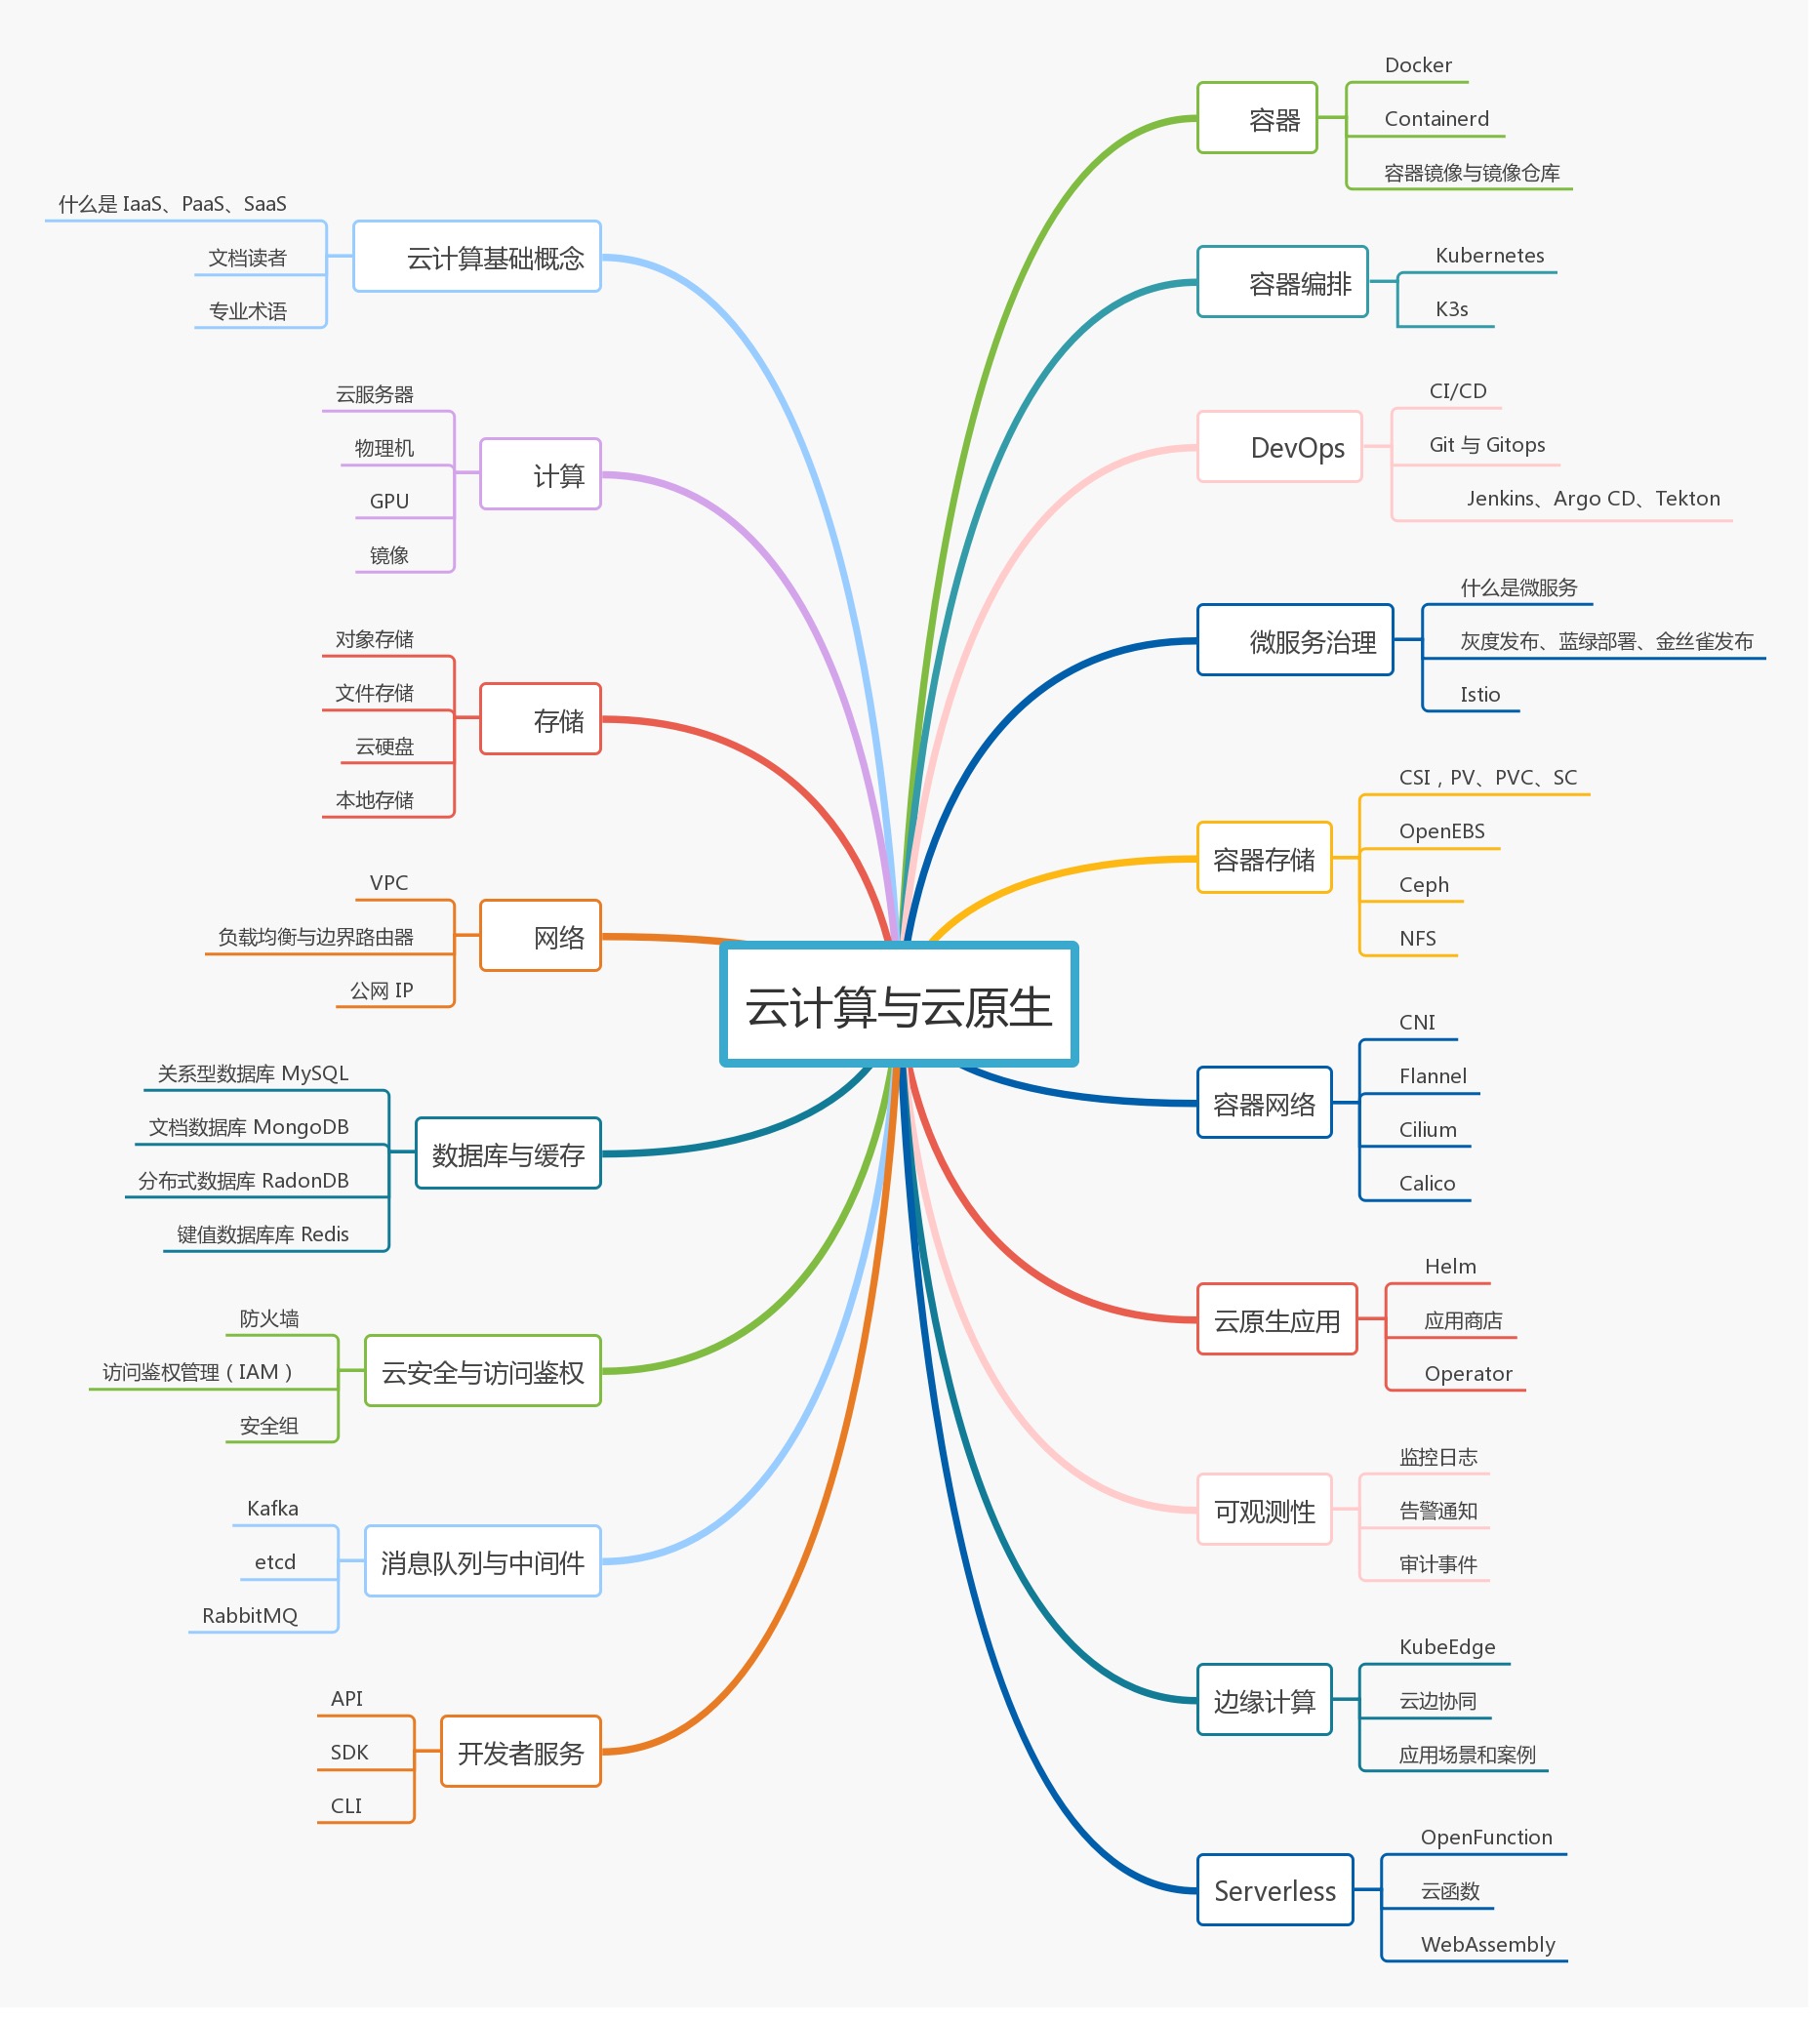 云计算与云原生
云计算基础概念
什么是 IaaS、PaaS、SaaS
文档读者
专业术语
计算
云服务器
物理机
GPU
镜像
存储
对象存储
文件存储
云硬盘
本地存储
网络
VPC
负载均衡与边界路由器
公网 IP
数据库与缓存
关系型数据库 MySQL
文档数据库 MongoDB
分布式数据库 RadonDB
键值数据库库 Redis
云安全与访问鉴权
防火墙
访问鉴权管理（IAM）
安全组
消息队列与中间件
Kafka
etcd
RabbitMQ
开发者服务
API
SDK
CLI
容器
Docker
Containerd
容器镜像与镜像仓库
容器编排
Kubernetes
K3s
DevOps
CI/CD
Git 与 Gitops
Jenkins、Argo CD、Tekton
微服务治理
什么是微服务
灰度发布、蓝绿部署、金丝雀发布
Istio
容器存储
CSI，PV、PVC、SC
OpenEBS
Ceph
NFS
容器网络
CNI
Flannel
Cilium
Calico
云原生应用
Helm
应用商店
Operator
可观测性
监控日志
告警通知
审计事件
边缘计算
KubeEdge
云边协同
应用场景和案例
Serverless
OpenFunction
云函数
WebAssembly